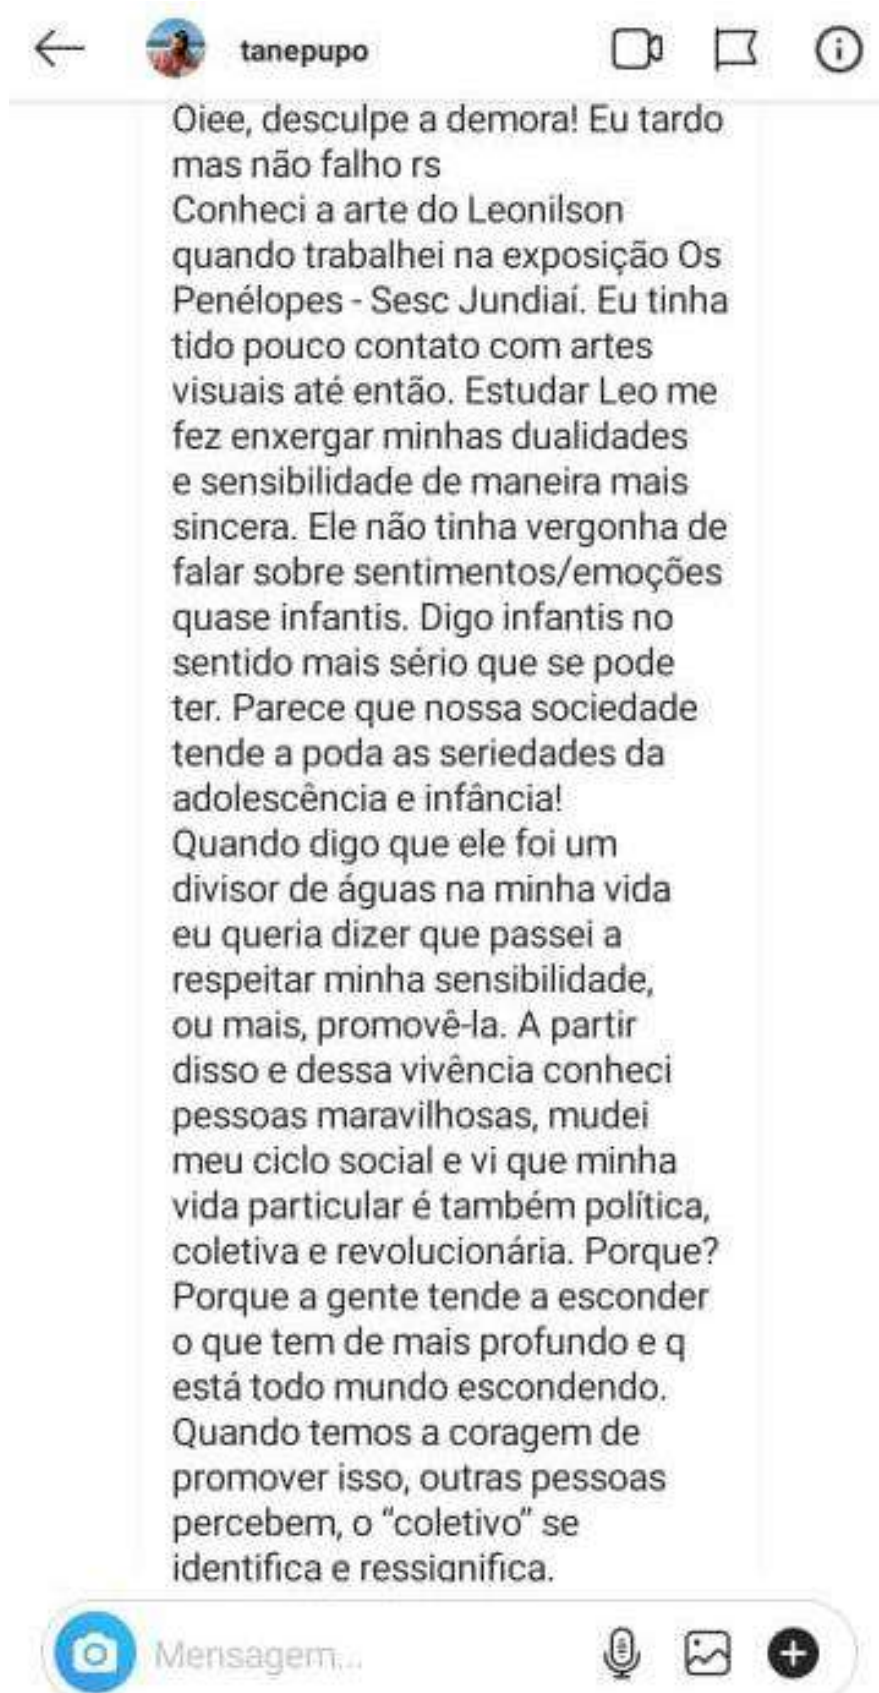 tanepupo
Oiee, desculpe a demora! Eu tardo
mas não falho rs
Conheci a arte do Leonilson
quando trabalhei na exposição Os
Penélopes - Sesc Jundiaí. Eu tinha
tido pouco contato com artes
visuais até então. Estudar Leo me
fez enxergar minhas dualidades
e sensibilidade de maneira mais
sincera. Ele não tinha vergonha de
falar sobre sentimentos/emoções
quase infantis. Digo infantis no
sentido mais sério que se pode
ter. Parece que nossa sociedade
tende a poda as seriedades da
adolescência e infância!
Quando digo que ele foi um
divisor de águas na minha vida
eu queria dizer que passei a
respeitar minha sensibilidade,
ou mais, promovê-la. A partir
disso e dessa vivência conheci
pessoas maravilhosas, mudei
meu ciclo social e vi que minha
vida particular é também política,
coletiva e revolucionária. Porque?
Porque a gente tende a esconder
o que tem de mais profundo e q
está todo mundo escondendo.
Quando temos a coragem de
promover isso, outras pessoas
percebem, o “coletivo” se
identifica e ressignifica.
Mensagem...